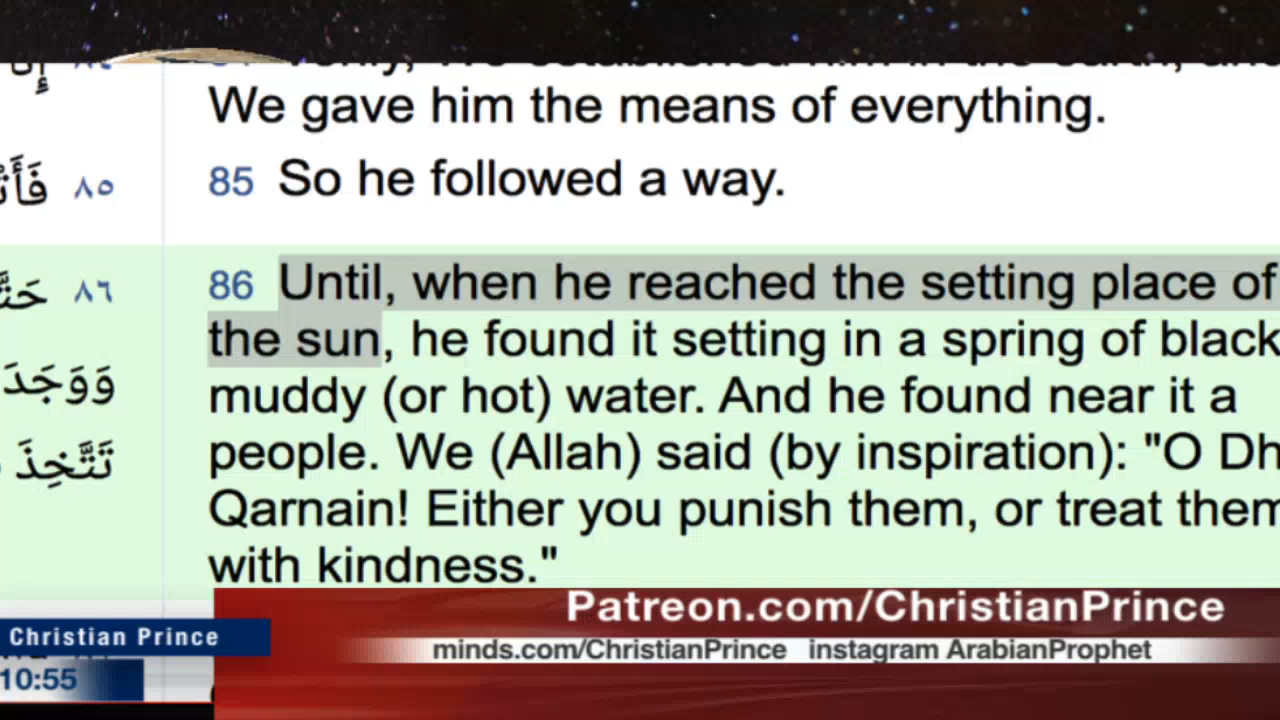 We gave him the means of everything.
٨٥
85 So he followed a way.
٨٦
86 Until, when he reached the setting place of
the sun, he found it setting in a spring of black
وَوَجَدَ
muddy (or hot) water. And he found near it a
people. We (Allah) said (by inspiration): "O Dh
تَتَّخِذَ
Qarnain! Either you punish them, or treat them
with kindness."
Patreon.com/ChristianPrince
Christian Prince
minds.com/ChristianPrince instagram ArabianProphet
10:55